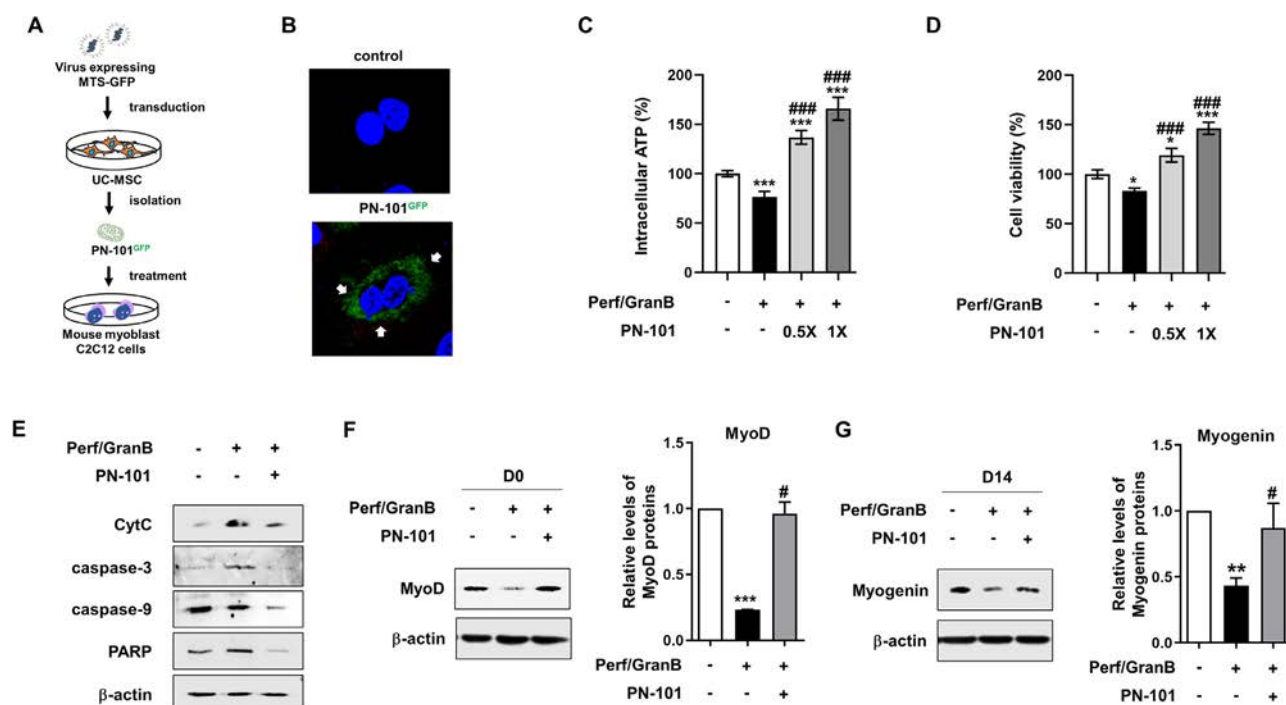 A
Virus expressing
MTS-GFP
transduction
UC-MSC
isolation
PN-101GFP
treatment
Mouse myoblast
C2C12 cells
B
control
PN-101GFP
C
Intracellular ATP (%)
200
150
100
50
0
***
###
***
###
***
Perf/GranB - + + +
PN-101 - - 0.5X 1X
D
Cell viability (%)
200
150
100
50
0
*
###
*
###
***
Perf/GranB - + + +
PN-101 - - 0.5X 1X
E
Perf/GranB - + +
PN-101 - - +
CytC
caspase-3
caspase-9
PARP
β-actin
F
D0
Perf/GranB - + +
PN-101 - - +
MyoD
β-actin
MyoD
Relative levels of
MyoD proteins
1.5
1.0
0.5
0.0
***
#
Perf/GranB - + +
PN-101 - - +
G
D14
Perf/GranB - + +
PN-101 - - +
Myogenin
β-actin
Myogenin
Relative levels of
Myogenin proteins
1.5
1.0
0.5
0.0
**
#
Perf/GranB - + +
PN-101 - - +